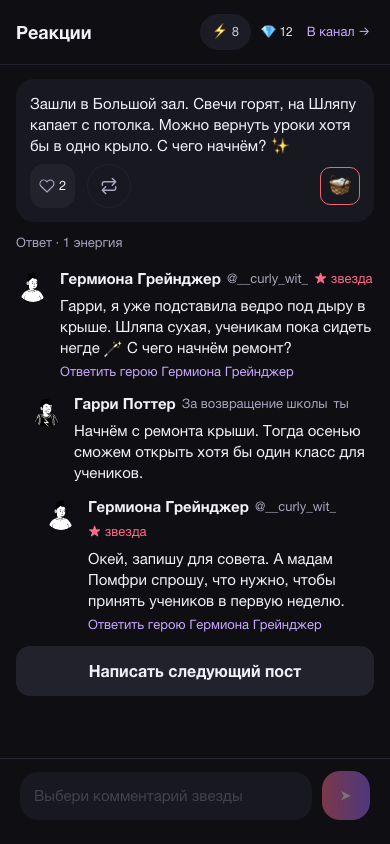 Реакции
⚡ 8
💎 12
В канал →
Зашли в Большой зал. Свечи горят, на Шляпу
капает с потолка. Можно вернуть уроки хотя
бы в одно крыло. С чего начнём? ✨
2
Ответ · 1 энергия
Гермиона Грейнджер @__curly_wit_ ★ звезда
Гарри, я уже подставила ведро под дыру в
крыше. Шляпа сухая, ученикам пока сидеть
негде 🪄 С чего начнём ремонт?
Ответить герою Гермиона Грейнджер
Гарри Поттер За возвращение школы ты
Начнём с ремонта крыши. Тогда осенью
сможем открыть хотя бы один класс для
учеников.
Гермиона Грейнджер @__curly_wit_
★ звезда
Окей, запишу для совета. А мадам
Помфри спрошу, что нужно, чтобы
принять учеников в первую неделю.
Ответить герою Гермиона Грейнджер
Написать следующий пост
Выбери комментарий звезды